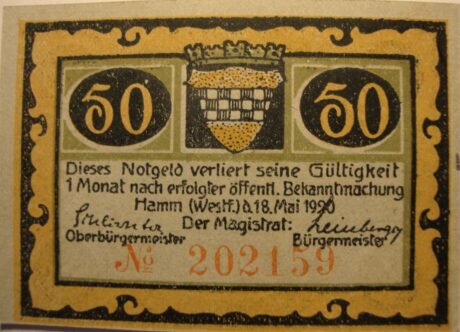 50 50
Dieses Notgeld verliert seine Gültigkeit
1 Monat nach erfolgter öffentl. Bekanntmachung
Hamm (Westf.) d. 18. Mai 1920
Der Magistrat:
Oberbürgermeister Bürgermeister
No 202159